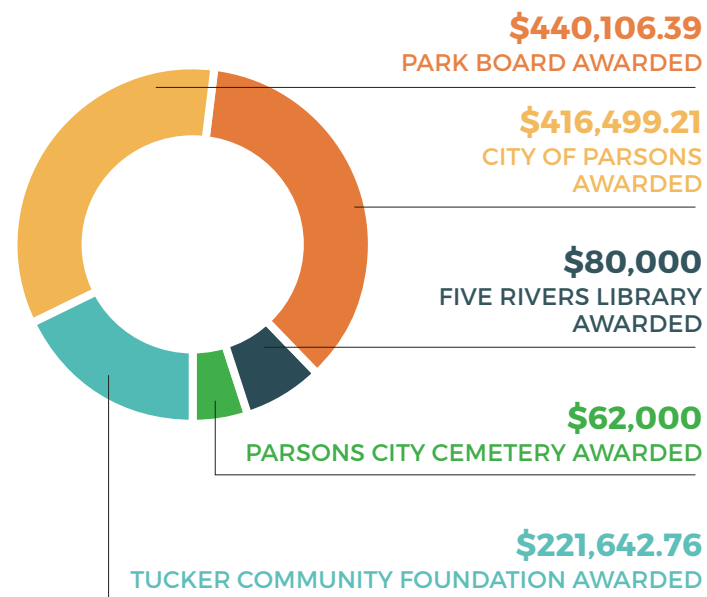 $440,106.39
PARK BOARD AWARDED
$416,499.21
CITY OF PARSONS
AWARDED
$80,000
FIVE RIVERS LIBRARY
AWARDED
$62,000
PARSONS CITY CEMETERY AWARDED
$221,642.76
TUCKER COMMUNITY FOUNDATION AWARDED